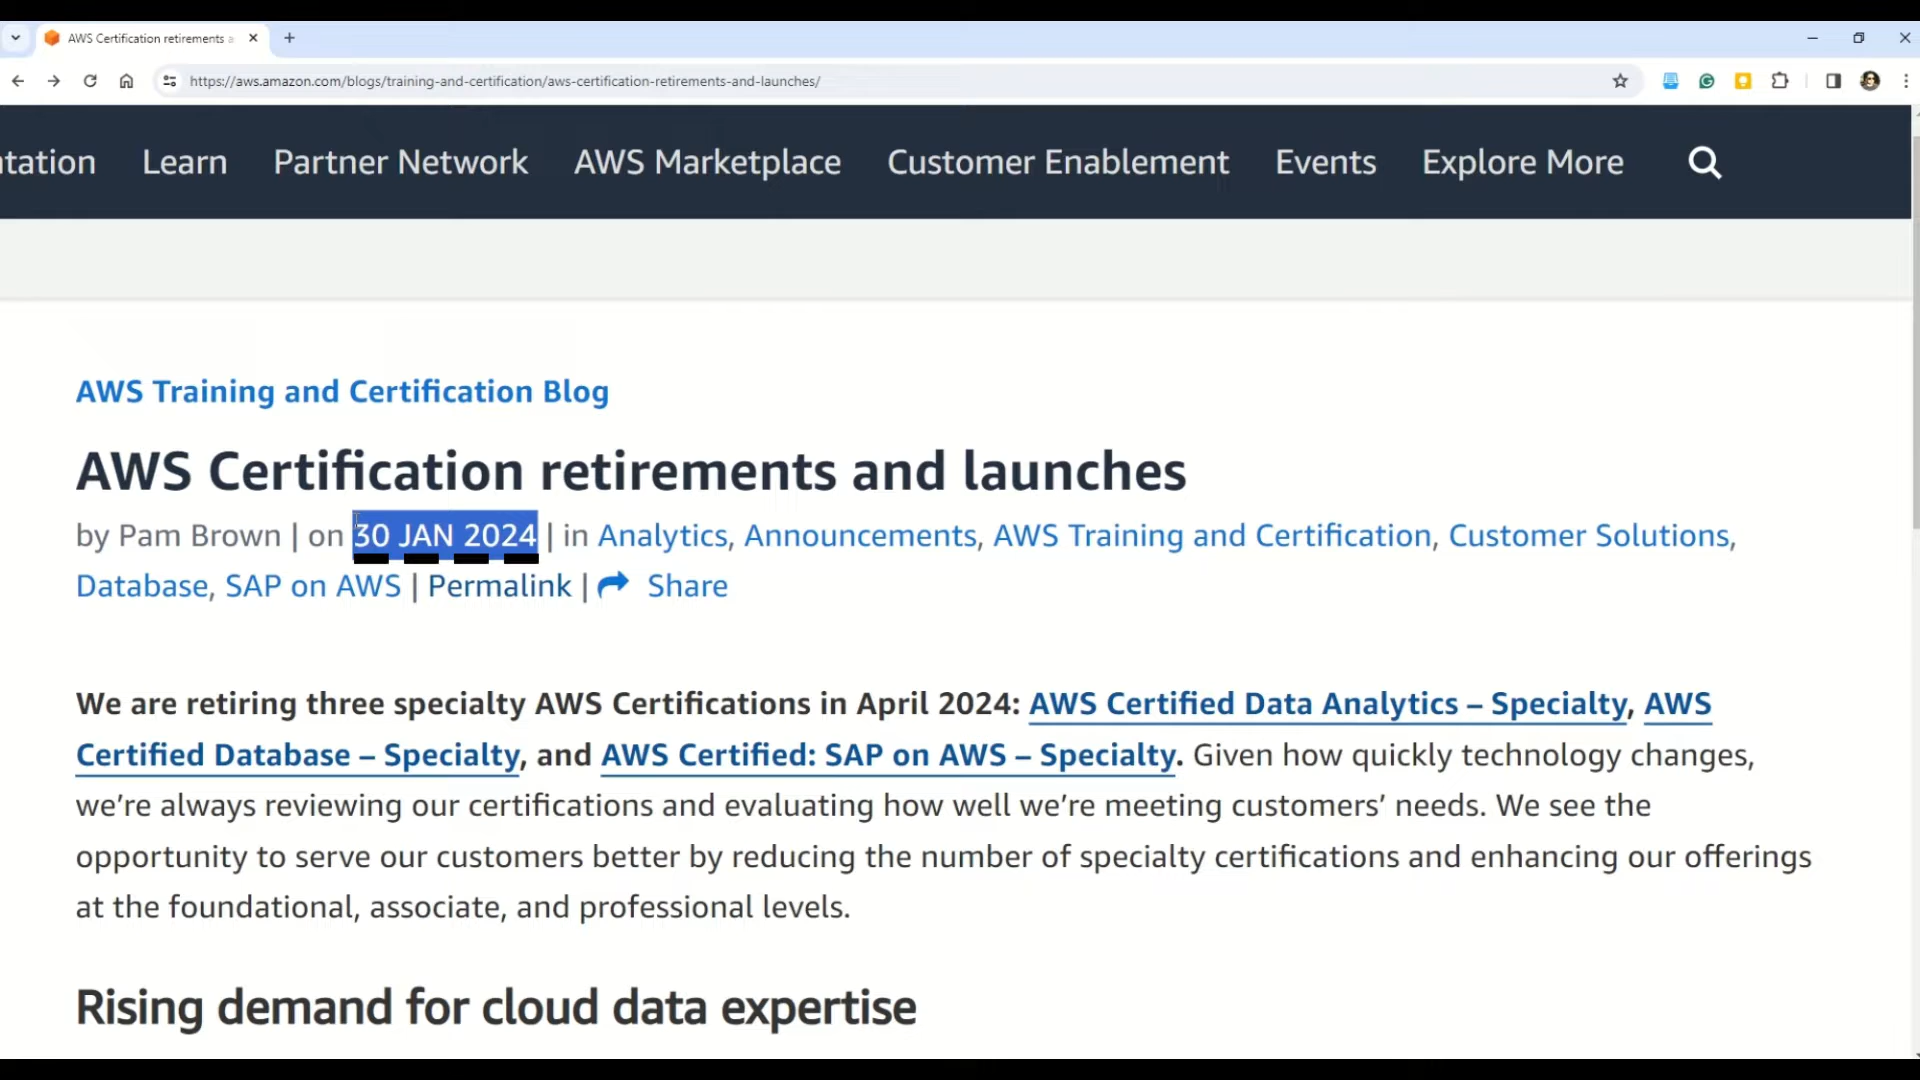 AWS Certification retirements a
https://aws.amazon.com/blogs/training-and-certification/aws-certification-retirements-and-launches/
ntation Learn Partner Network AWS Marketplace Customer Enablement Events Explore More
AWS Training and Certification Blog
AWS Certification retirements and launches
by Pam Brown | on 30 JAN 2024 | in Analytics, Announcements, AWS Training and Certification, Customer Solutions,
Database, SAP on AWS | Permalink | Share
We are retiring three specialty AWS Certifications in April 2024: AWS Certified Data Analytics – Specialty, AWS
Certified Database – Specialty, and AWS Certified: SAP on AWS – Specialty. Given how quickly technology changes,
we’re always reviewing our certifications and evaluating how well we’re meeting customers’ needs. We see the
opportunity to serve our customers better by reducing the number of specialty certifications and enhancing our offerings
at the foundational, associate, and professional levels.
Rising demand for cloud data expertise